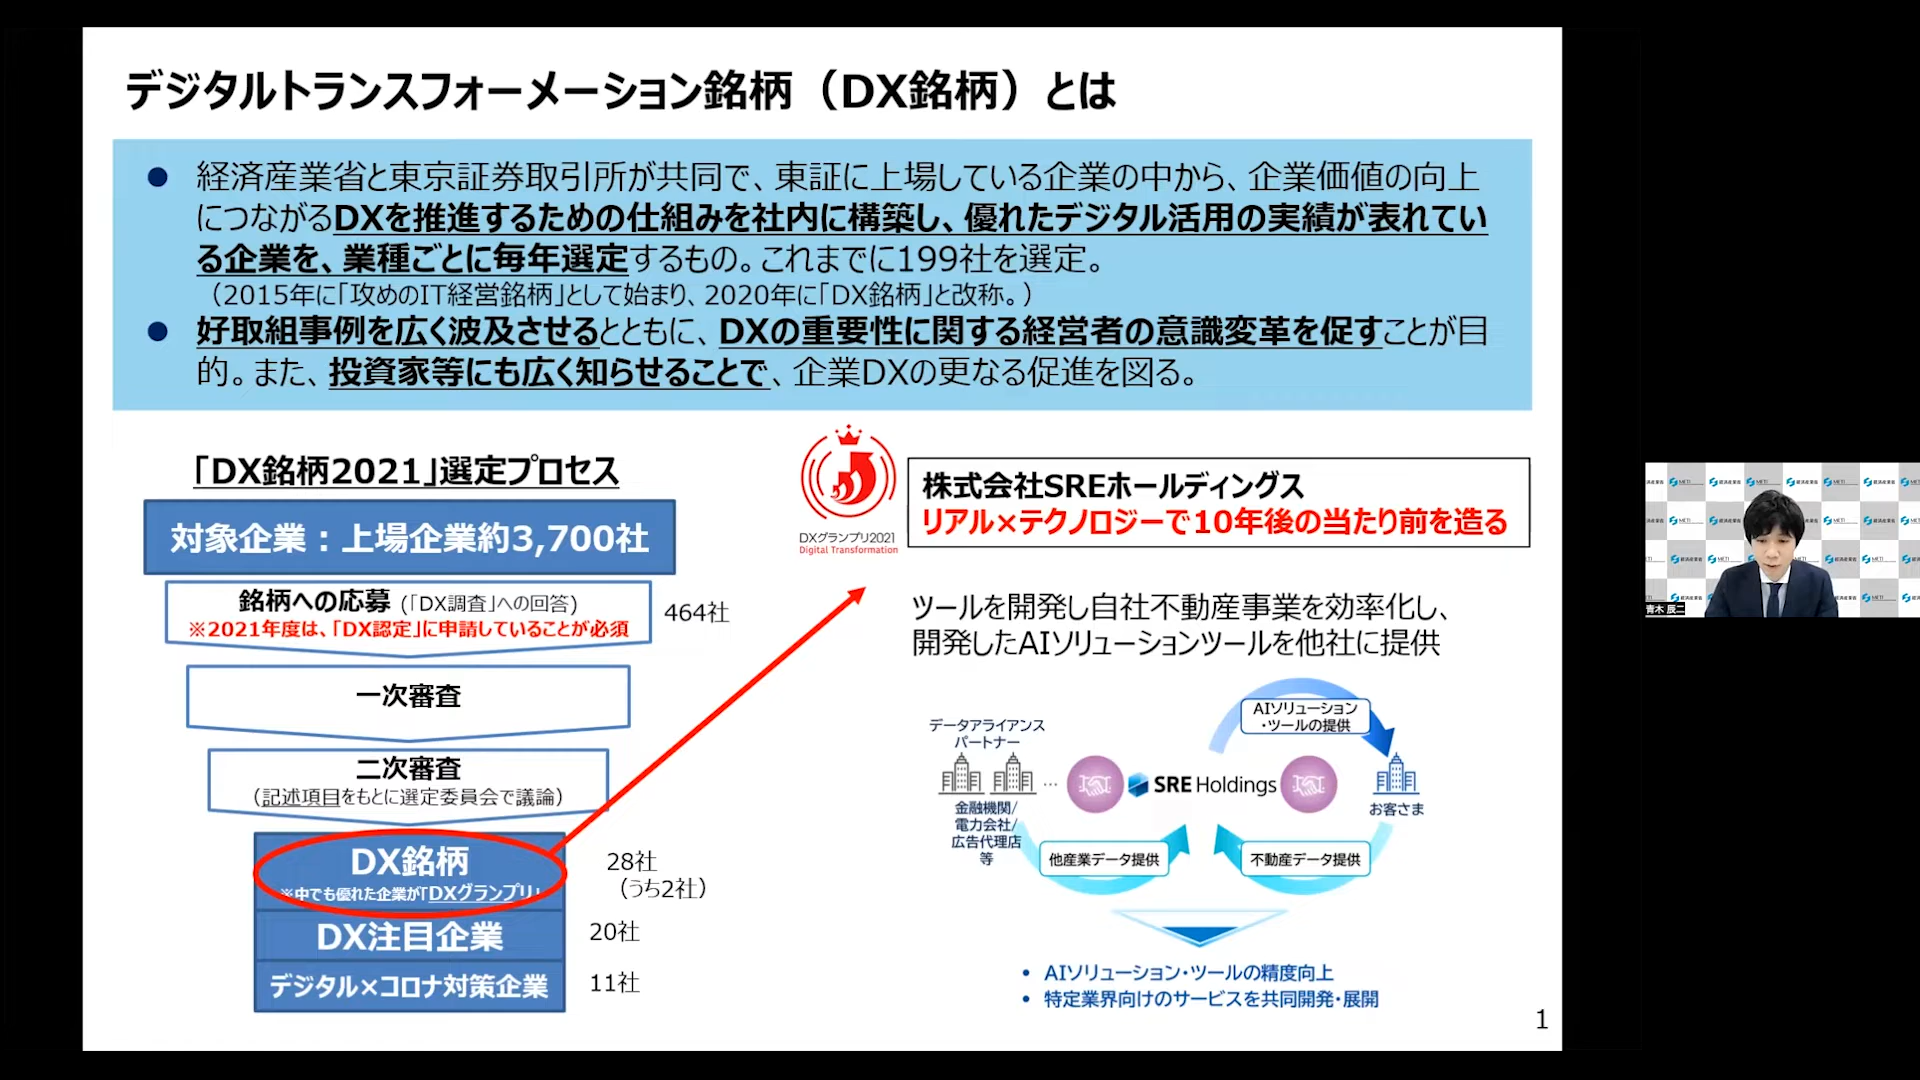 デジタルトランスフォーメーション銘柄（DX銘柄）とは
● 経済産業省と東京証券取引所が共同で、東証に上場している企業の中から、企業価値の向上
につながるDXを推進するための仕組みを社内に構築し、優れたデジタル活用の実績が表れてい
る企業を、業種ごとに毎年選定するもの。これまでに199社を選定。
（2015年に「攻めのIT経営銘柄」として始まり、2020年に「DX銘柄」と改称。）
● 好取組事例を広く波及させるとともに、DXの重要性に関する経営者の意識変革を促すことが目
的。また、投資家等にも広く知らせることで、企業DXの更なる促進を図る。
「DX銘柄2021」選定プロセス
対象企業：上場企業約3,700社
銘柄への応募（「DX調査」への回答）
※2021年度は、「DX認定」に申請していることが必須
464社
一次審査
二次審査
（記述項目をもとに選定委員会で議論）
DX銘柄
※中でも優れた企業が「DXグランプリ」
28社
（うち2社）
DX注目企業
20社
デジタル×コロナ対策企業
11社
DXグランプリ2021
Digital Transformation
株式会社SREホールディングス
リアル×テクノロジーで10年後の当たり前を造る
ツールを開発し自社不動産事業を効率化し、
開発したAIソリューションツールを他社に提供
AIソリューション
・ツールの提供
データアライアンス
パートナー
…
SRE Holdings
お客さま
金融機関/
電力会社/
広告代理店
等
他産業データ提供
不動産データ提供
• AIソリューション・ツールの精度向上
• 特定業界向けのサービスを共同開発・展開
1
METI
経済産業省
青木 辰二